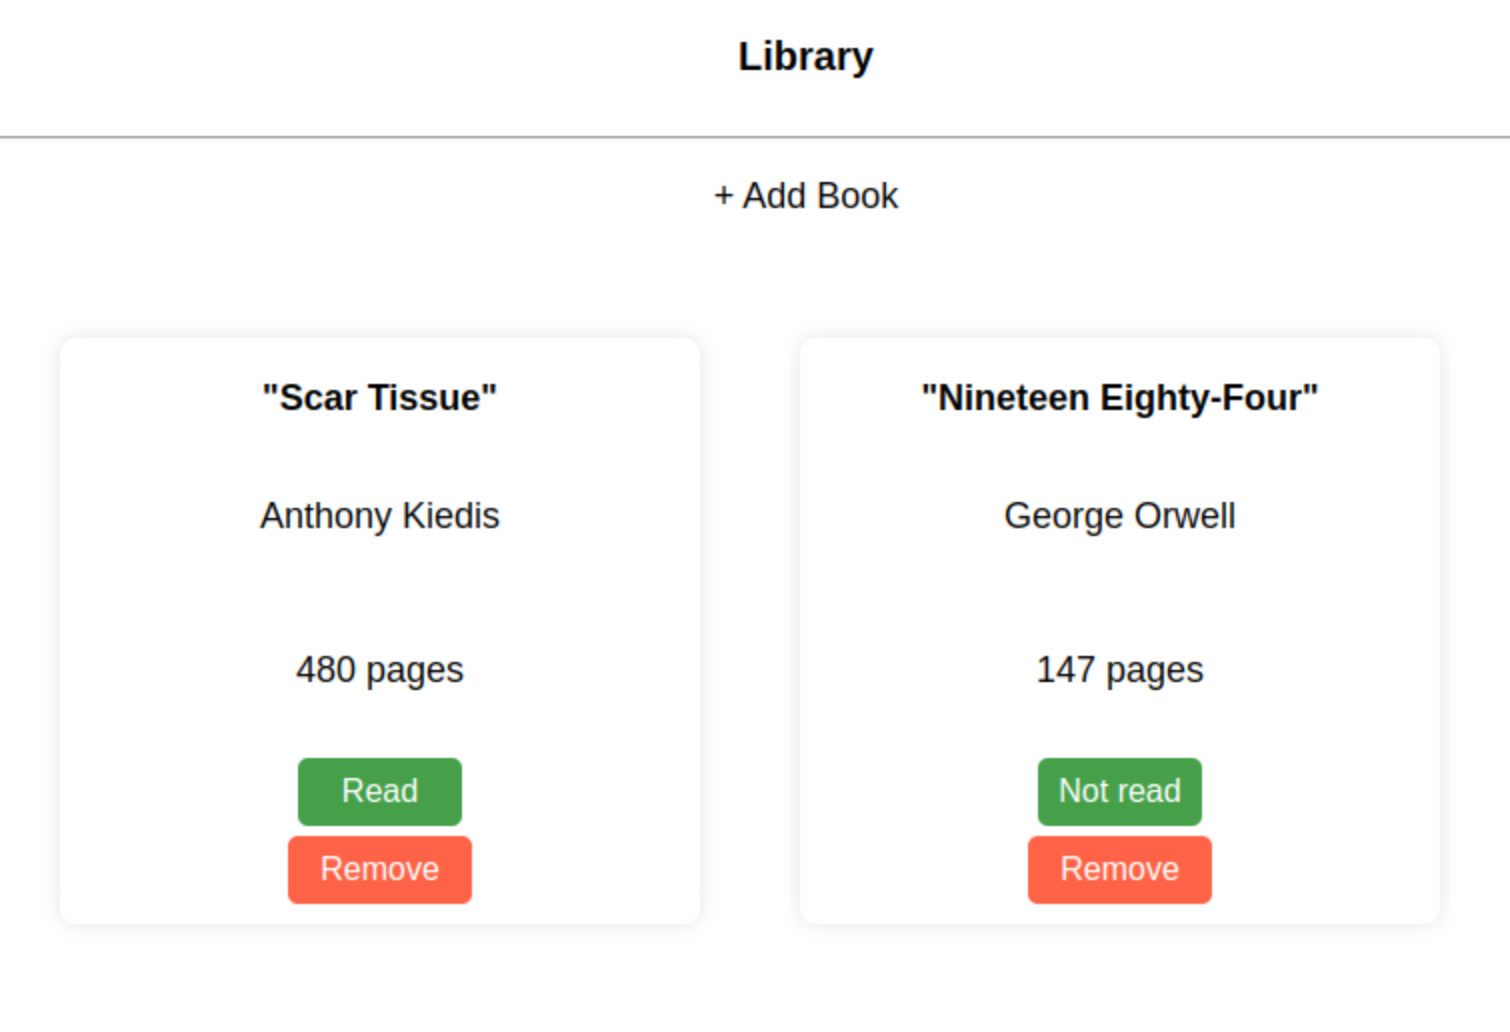 Library
+ Add Book
"Scar Tissue"
Anthony Kiedis
480 pages
Read
Remove
"Nineteen Eighty-Four"
George Orwell
147 pages
Not read
Remove